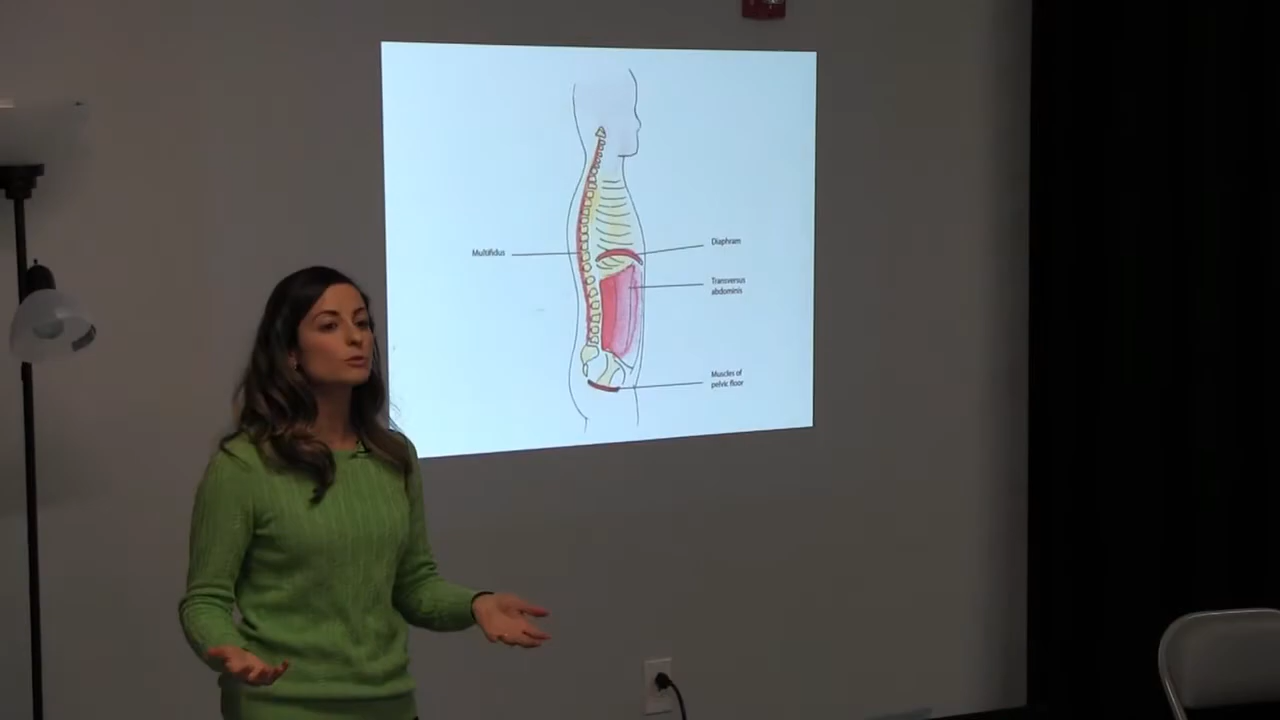 Multifidus
Diaphram
Transversus
abdominis
Muscles of
pelvic floor